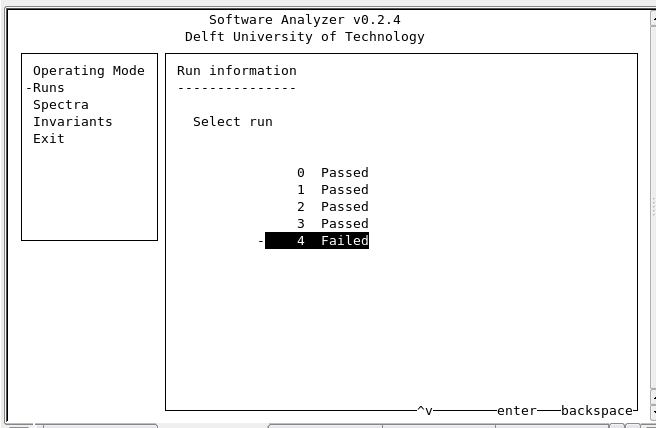 Software Analyzer v0.2.4
Delft University of Technology
Operating Mode
-Runs
Spectra
Invariants
Exit
Run information
---------------
Select run
0 Passed
1 Passed
2 Passed
3 Passed
- 4 Failed
^v enter backspace